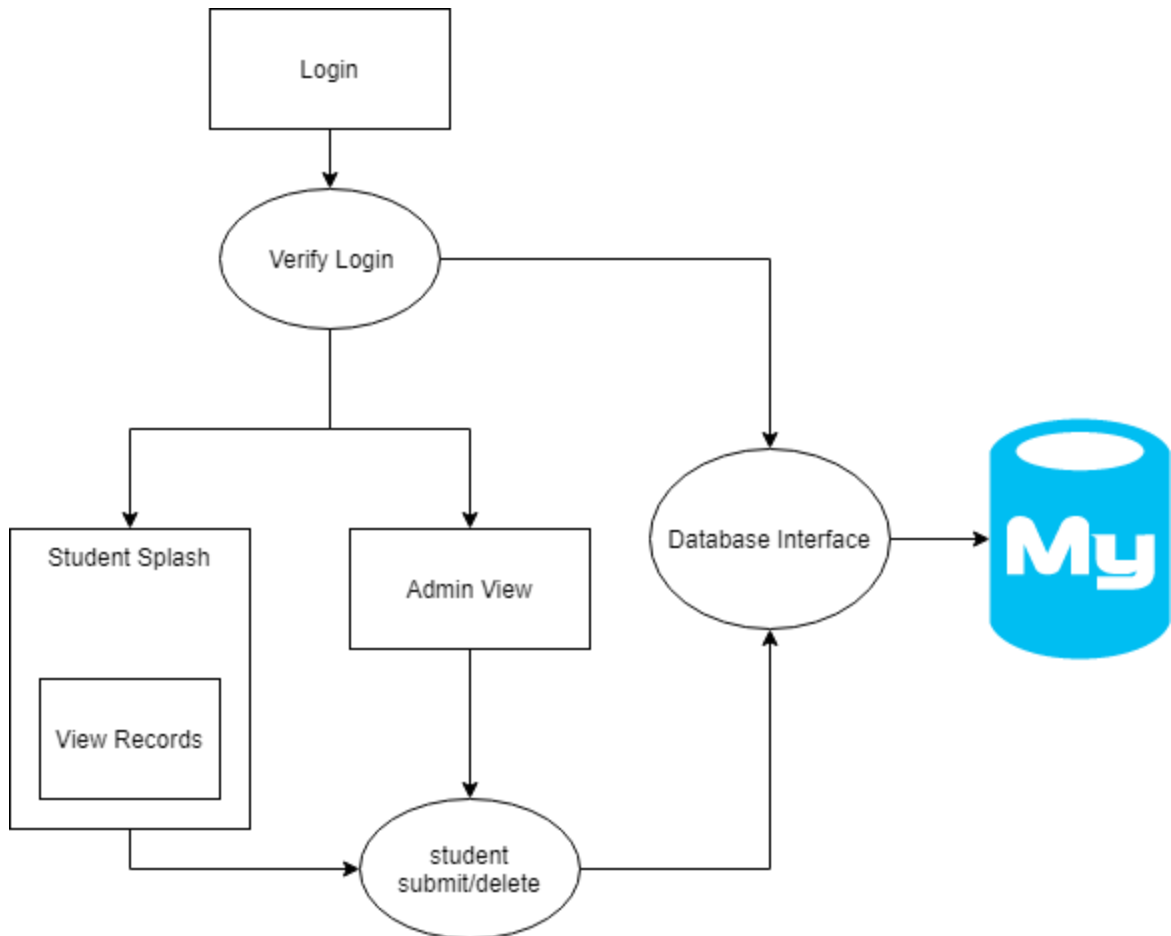 Login
Verify Login
Student Splash
Admin View
Database Interface
My
View Records
student
submit/delete